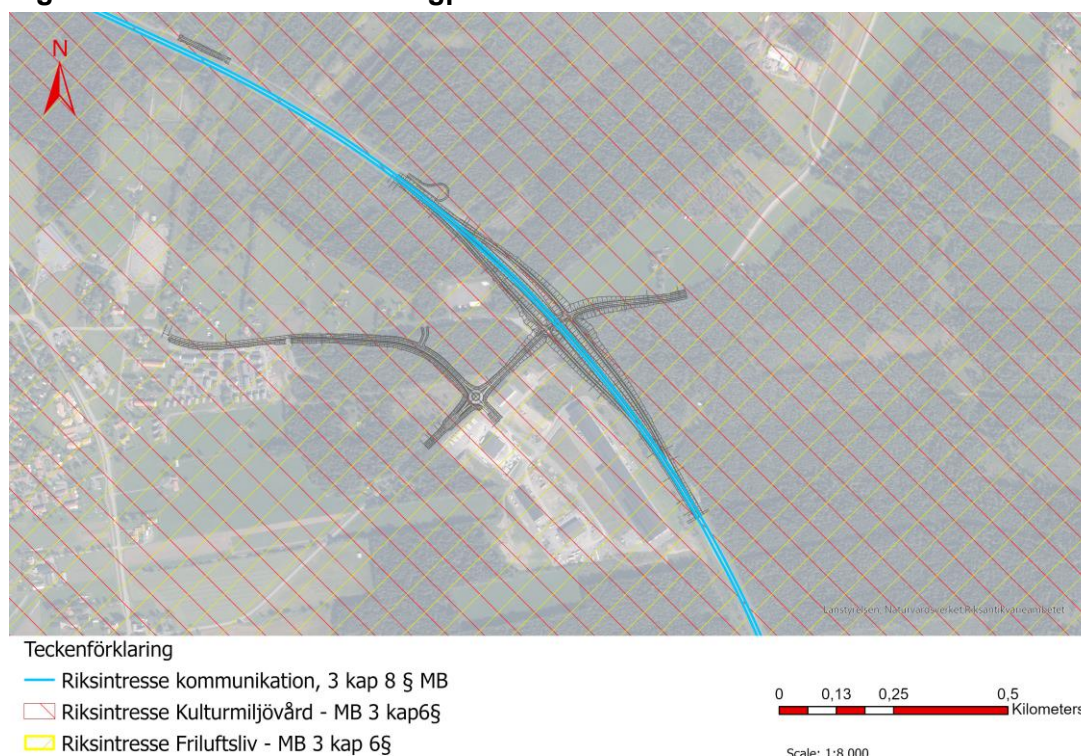 N
Länstyrelsen, Naturvårdsverket Riksantikvarieämbetet
Teckenförklaring
Riksintresse kommunikation, 3 kap 8 § MB
Riksintresse Kulturmiljövård - MB 3 kap6§
Riksintresse Friluftsliv - MB 3 kap 6§
0 0,13 0,25 0,5
Kilometers
Scale: 1:8 000